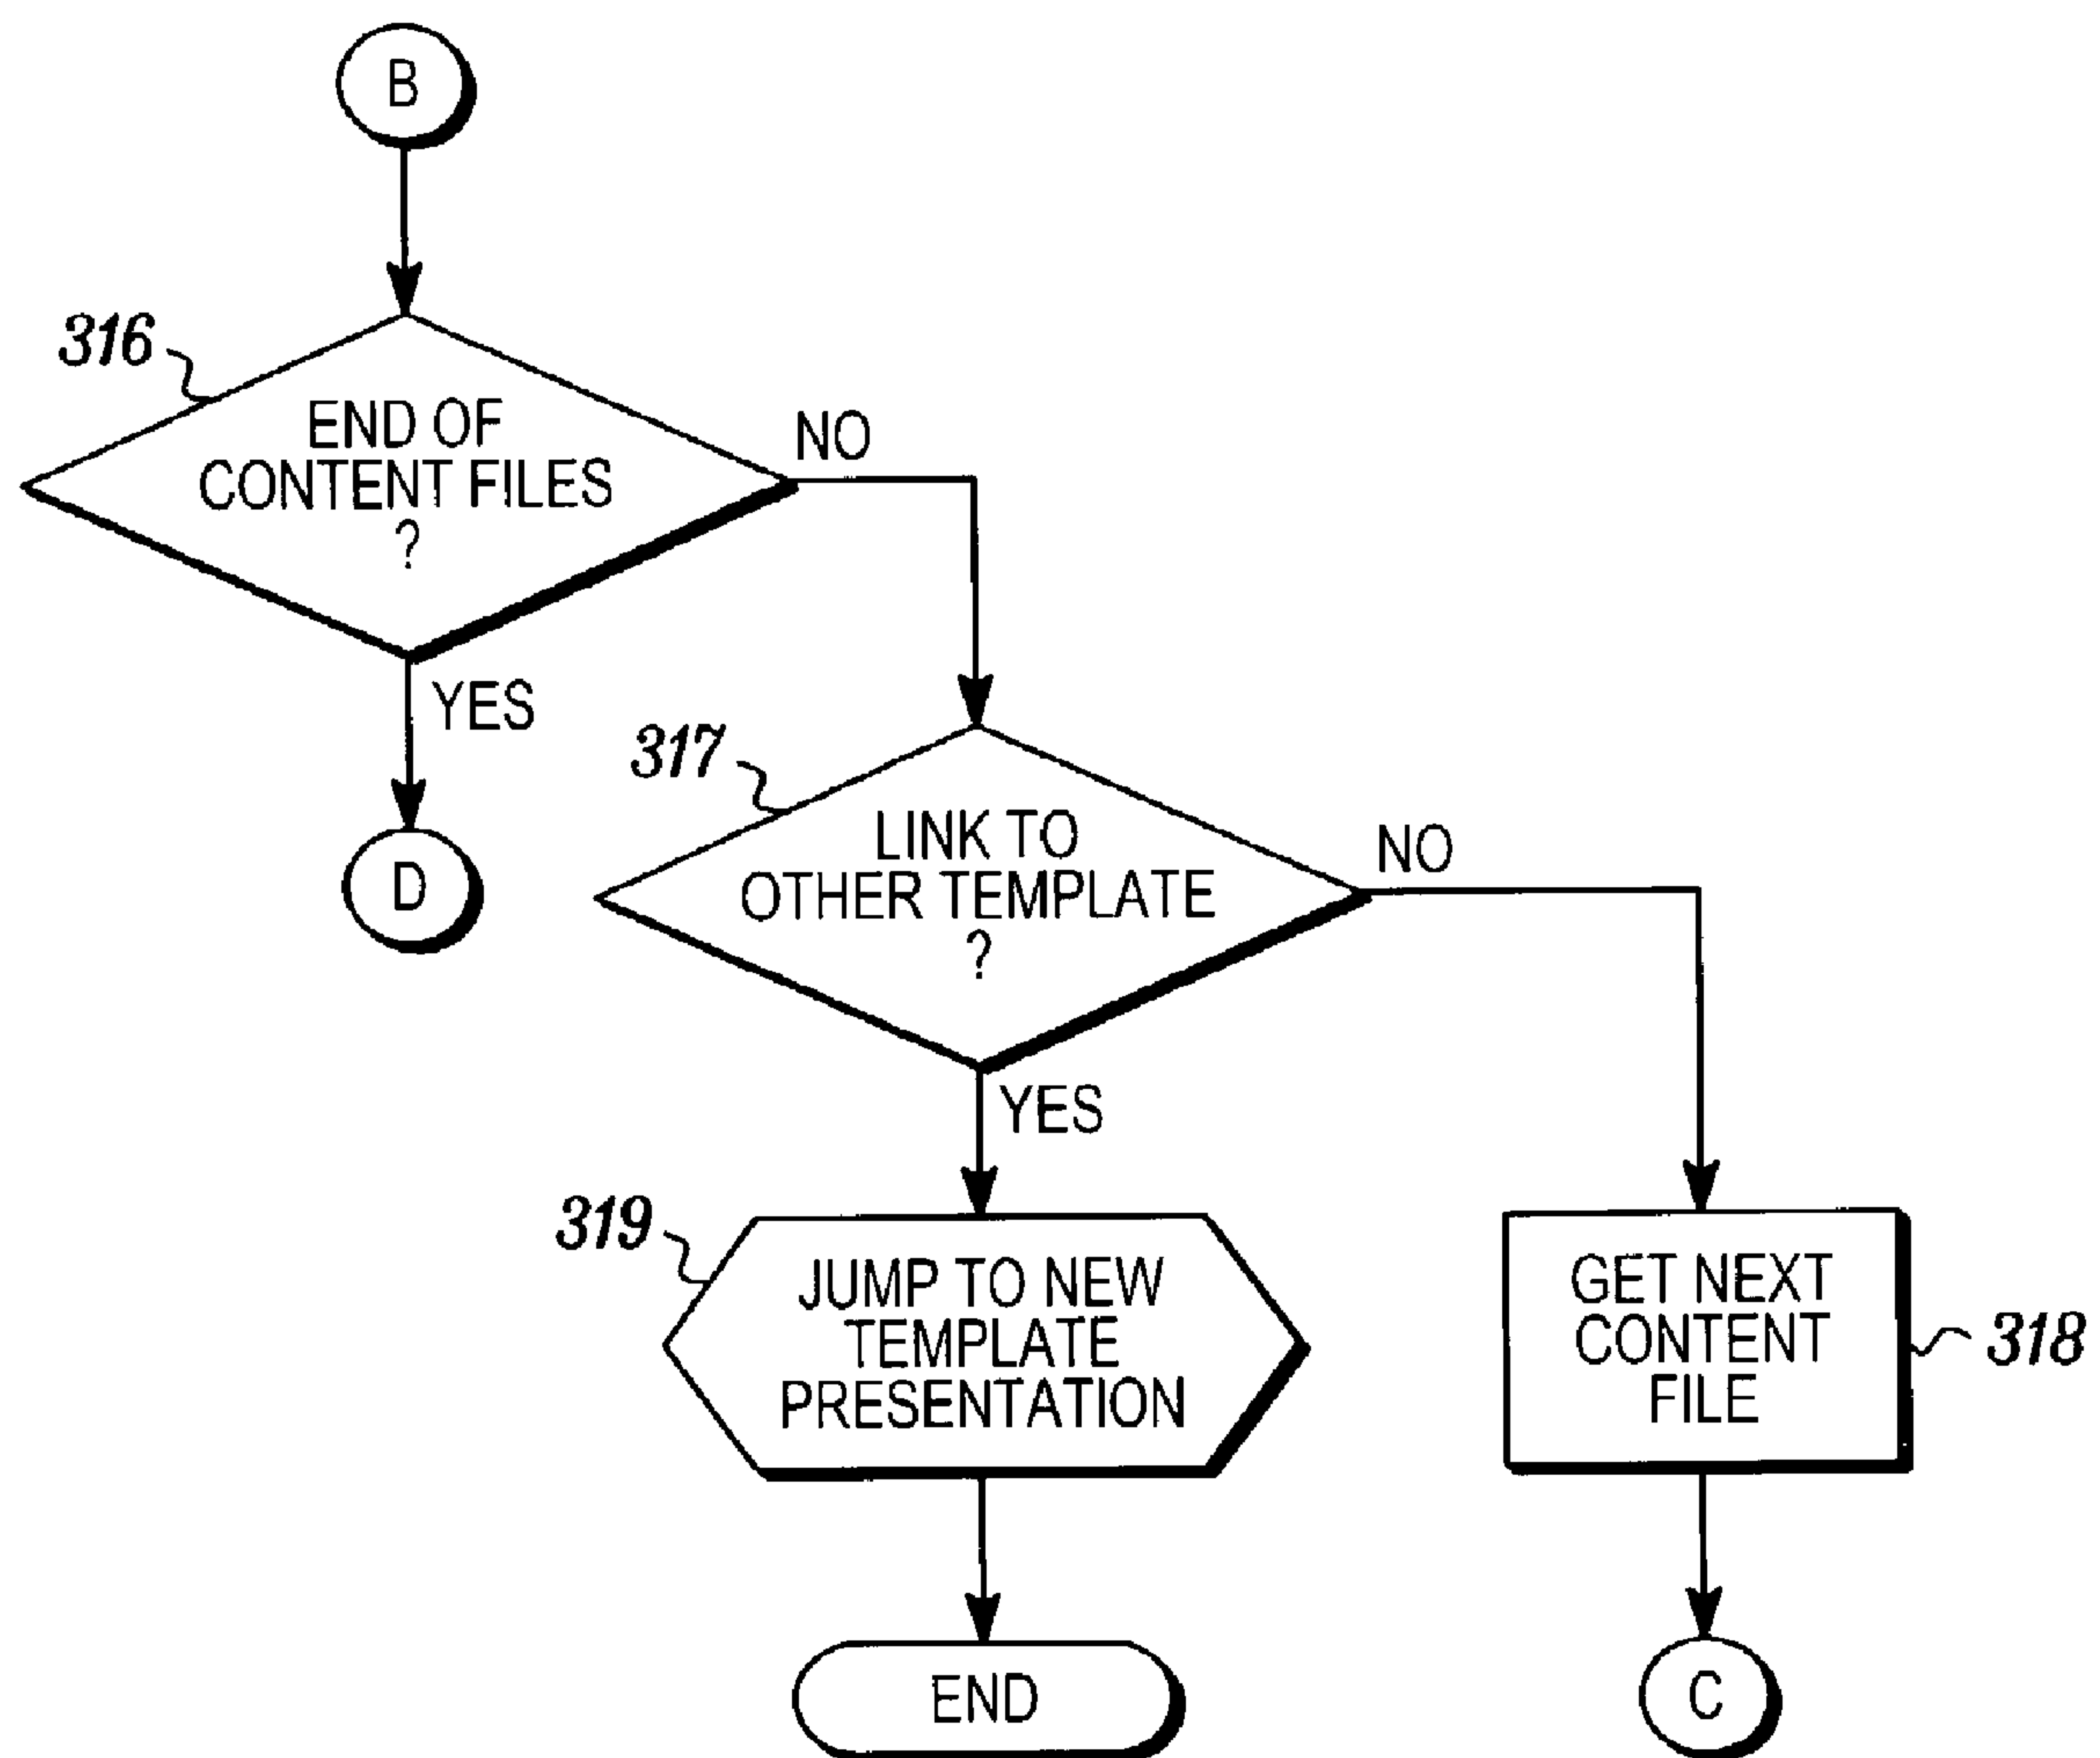 B
316
END OF
CONTENT FILES
?
NO
YES
D
317
LINK TO
OTHER TEMPLATE
?
NO
YES
319
JUMP TO NEW
TEMPLATE
PRESENTATION
GET NEXT
CONTENT
FILE
318
END
C